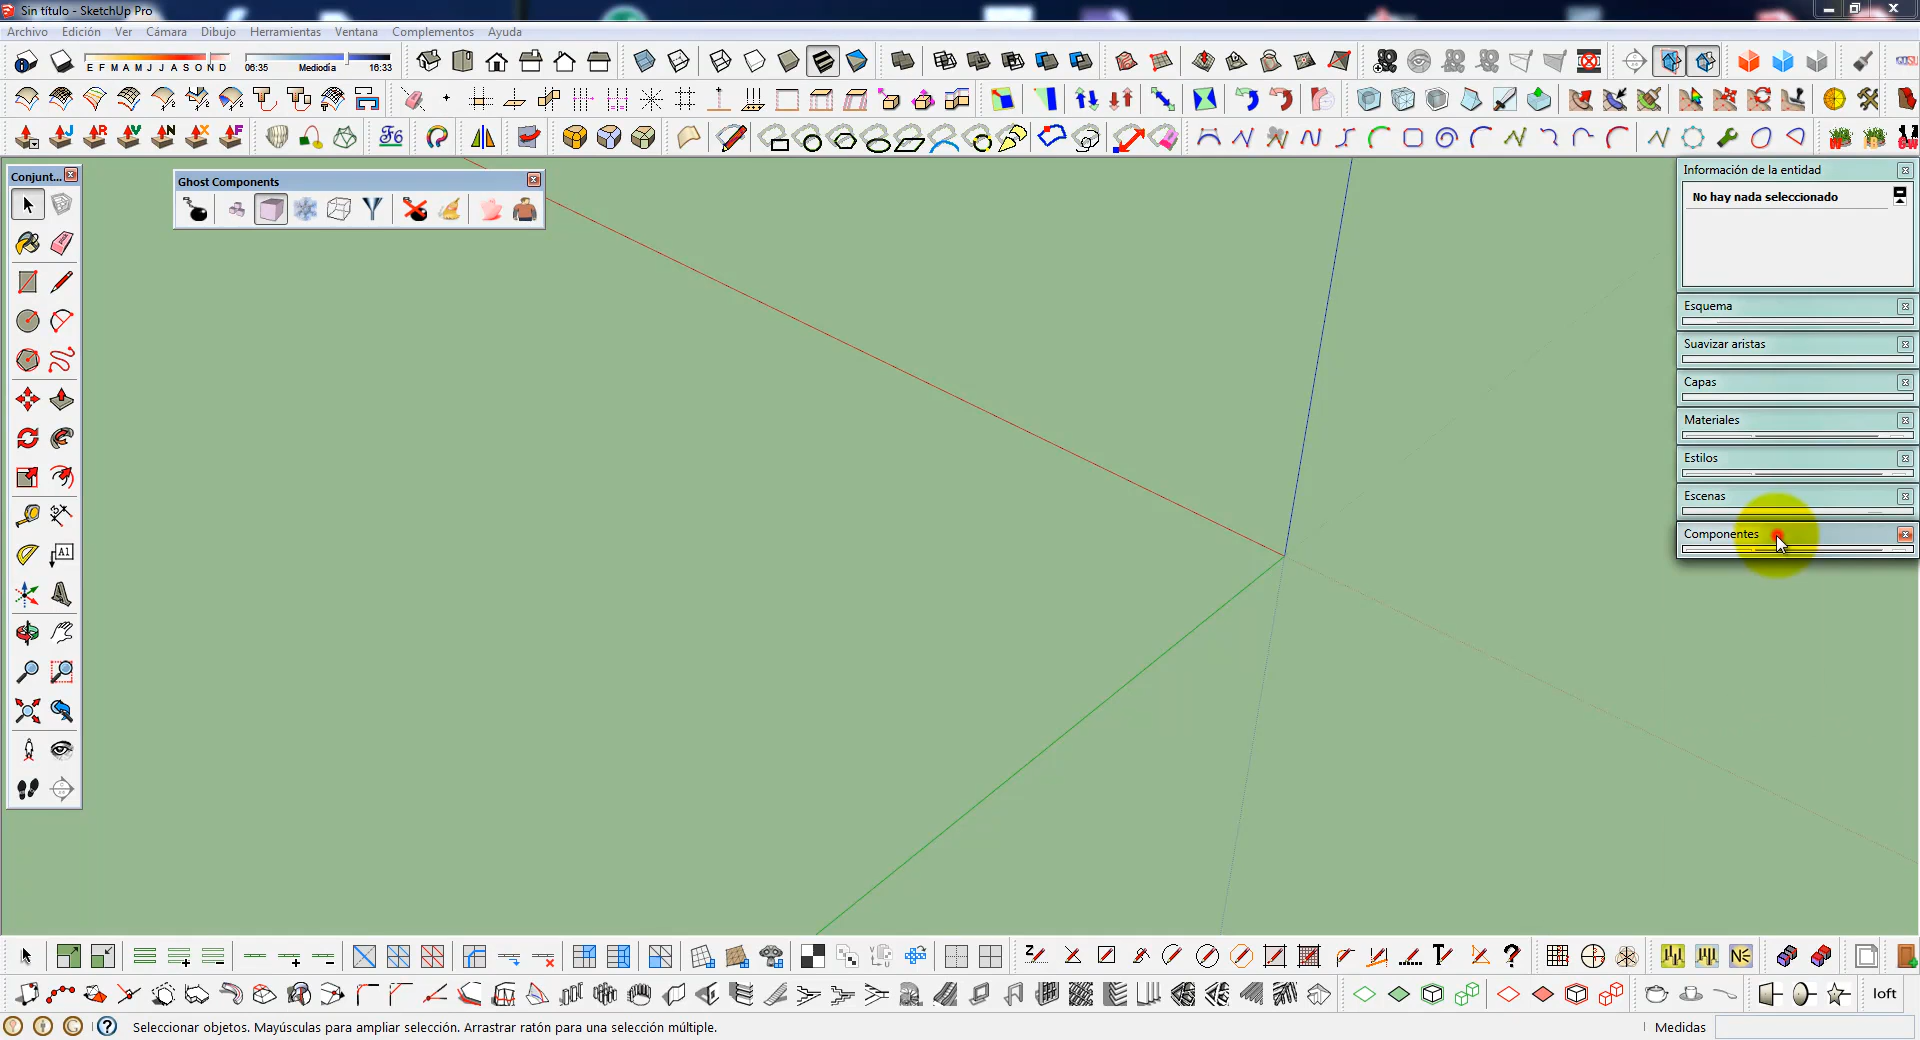 Sin título - SketchUp Pro
Archivo Edición Ver Cámara Dibujo Herramientas Ventana Complementos Ayuda
E F M A M J J A S O N D 06:35 Mediodía 16:33
J R V N X F F6
Conjunt...
Ghost Components
Información de la entidad
No hay nada seleccionado
Esquema
Suavizar aristas
Capas
Materiales
Estilos
Escenas
Componentes
A1
loft
Seleccionar objetos. Mayúsculas para ampliar selección. Arrastrar ratón para una selección múltiple.
Medidas